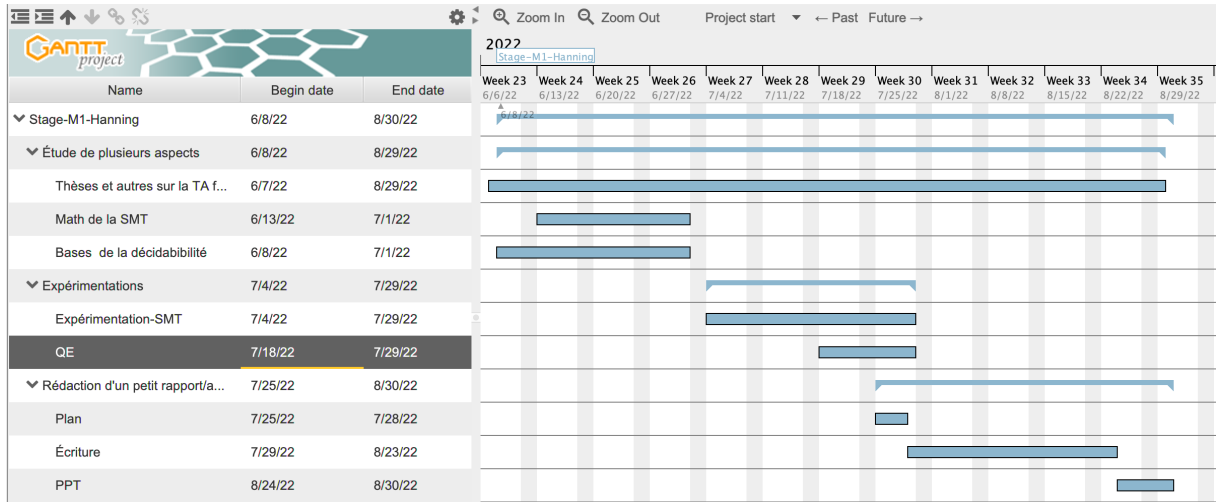 Zoom In Zoom Out Project start ← Past Future →
GANTT
project
2022
Stage-M1-Hanning
Name Begin date End date
Week 23 Week 24 Week 25 Week 26 Week 27 Week 28 Week 29 Week 30 Week 31 Week 32 Week 33 Week 34 Week 35
6/6/22 6/13/22 6/20/22 6/27/22 7/4/22 7/11/22 7/18/22 7/25/22 8/1/22 8/8/22 8/15/22 8/22/22 8/29/22
Stage-M1-Hanning 6/8/22 8/30/22
6/8/22
Étude de plusieurs aspects 6/8/22 8/29/22
Thèses et autres sur la TA f... 6/7/22 8/29/22
Math de la SMT 6/13/22 7/1/22
Bases de la décidabibilité 6/8/22 7/1/22
Expérimentations 7/4/22 7/29/22
Expérimentation-SMT 7/4/22 7/29/22
QE 7/18/22 7/29/22
Rédaction d'un petit rapport/a... 7/25/22 8/30/22
Plan 7/25/22 7/28/22
Écriture 7/29/22 8/23/22
PPT 8/24/22 8/30/22